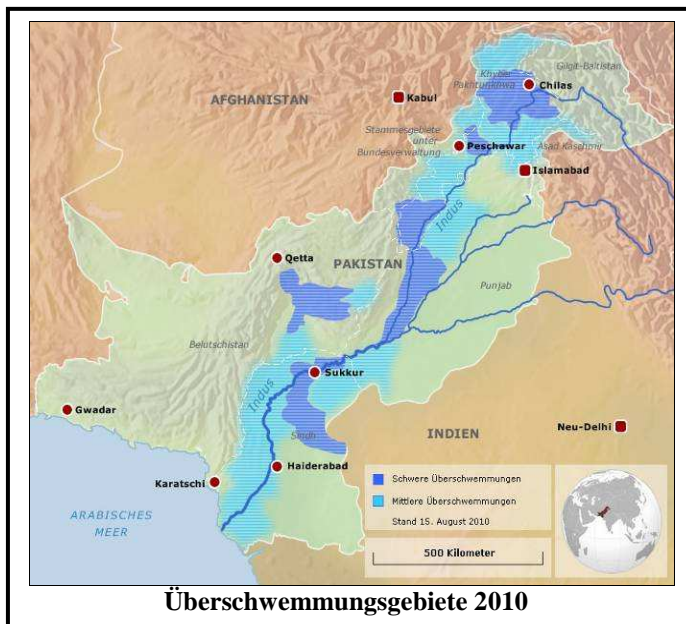 Gilgit-Baltistan
Khyber
Pakhtunkhwa
Chilas
Kabul
AFGHANISTAN
Stammesgebiete
unter
Bundesverwaltung
Peschawar
Asad Kaschmir
Islamabad
Indus
Qetta
PAKISTAN
Punjab
Belutschistan
Sukkur
Indus
Gwadar
Sindh
INDIEN
Neu-Delhi
Haiderabad
Karatschi
Schwere Überschwemmungen
Mittlere Überschwemmungen
Stand 15. August 2010
ARABISCHES
MEER
500 Kilometer
Überschwemmungsgebiete 2010